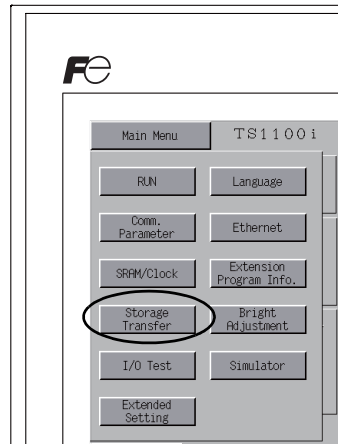 Fe
Main Menu
TS1100i
RUN
Language
Comm.
Parameter
Ethernet
SRAM/Clock
Extension
Program Info.
Storage
Transfer
Bright
Adjustment
I/O Test
Simulator
Extended
Setting